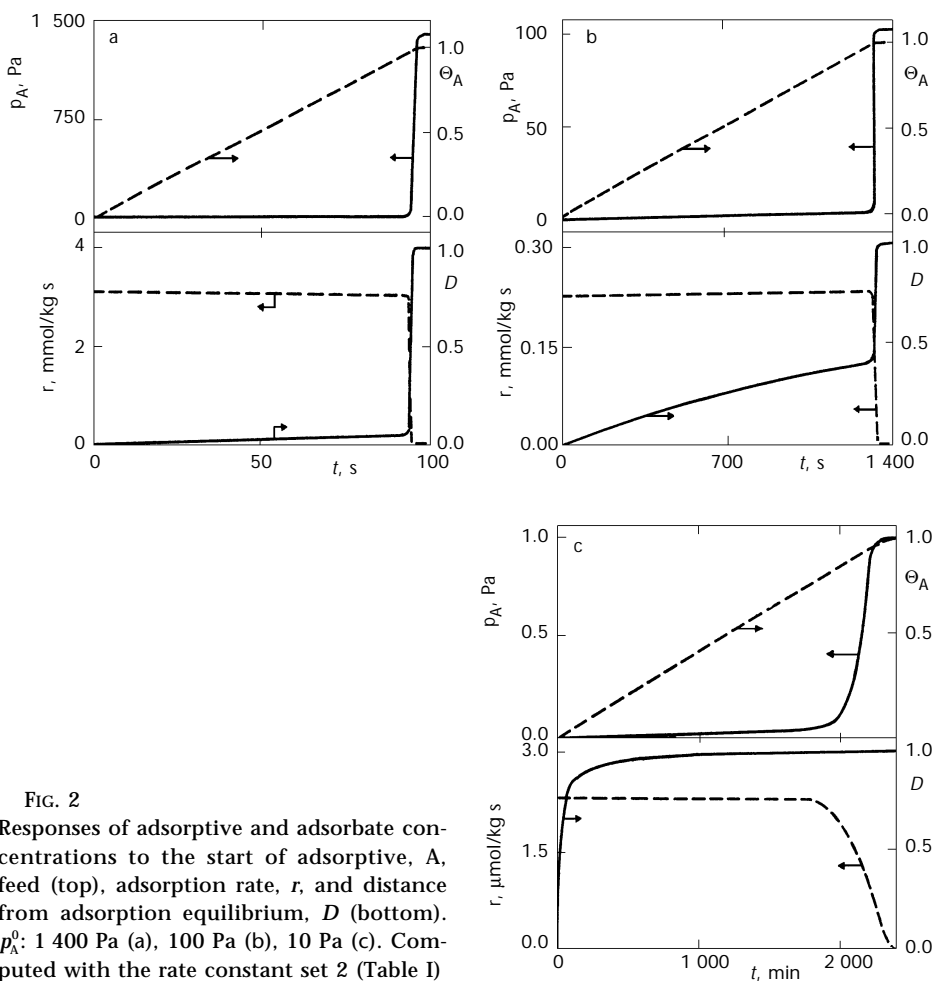 1 500
a
1.0
Θ_A
p_A, Pa
750
0.5
0
0.0
4
1.0
D
r, mmol/kg s
2
0.5
0
0.0
0
50
t, s
100
b
100
1.0
Θ_A
p_A, Pa
50
0.5
0
0.0
0.30
1.0
D
r, mmol/kg s
0.15
0.5
0.00
0.0
0
700
t, s
1 400
c
1.0
1.0
Θ_A
p_A, Pa
0.5
0.5
0.0
0.0
3.0
1.0
D
r, μmol/kg s
1.5
0.5
0.0
0.0
0
1 000
t, min
2 000
FIG. 2
Responses of adsorptive and adsorbate con-
centrations to the start of adsorptive, A,
feed (top), adsorption rate, r, and distance
from adsorption equilibrium, D (bottom).
p_A^0: 1 400 Pa (a), 100 Pa (b), 10 Pa (c). Com-
puted with the rate constant set 2 (Table I)